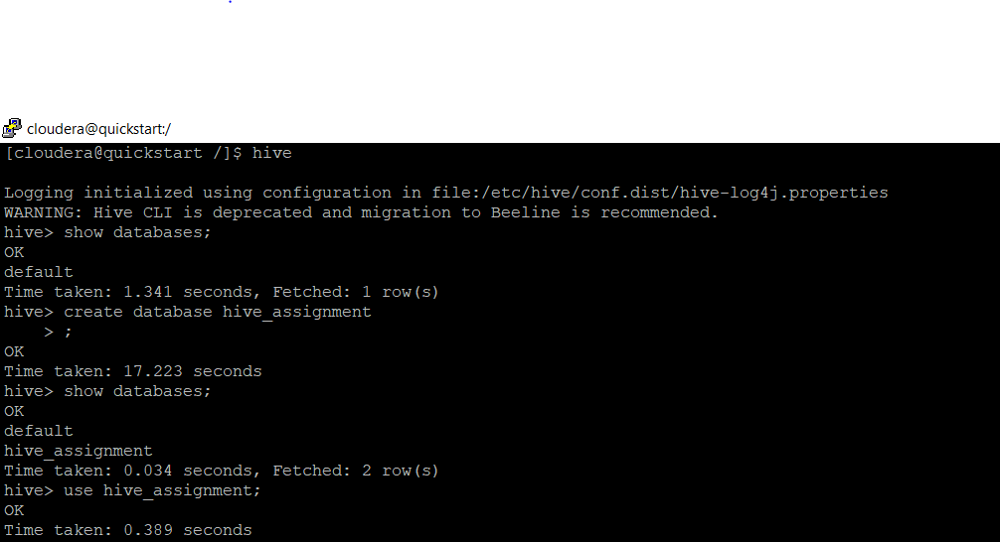 cloudera@quickstart:/
[cloudera@quickstart /]$ hive
Logging initialized using configuration in file:/etc/hive/conf.dist/hive-log4j.properties
WARNING: Hive CLI is deprecated and migration to Beeline is recommended.
hive> show databases;
OK
default
Time taken: 1.341 seconds, Fetched: 1 row(s)
hive> create database hive_assignment
    > ;
OK
Time taken: 17.223 seconds
hive> show databases;
OK
default
hive_assignment
Time taken: 0.034 seconds, Fetched: 2 row(s)
hive> use hive_assignment;
OK
Time taken: 0.389 seconds